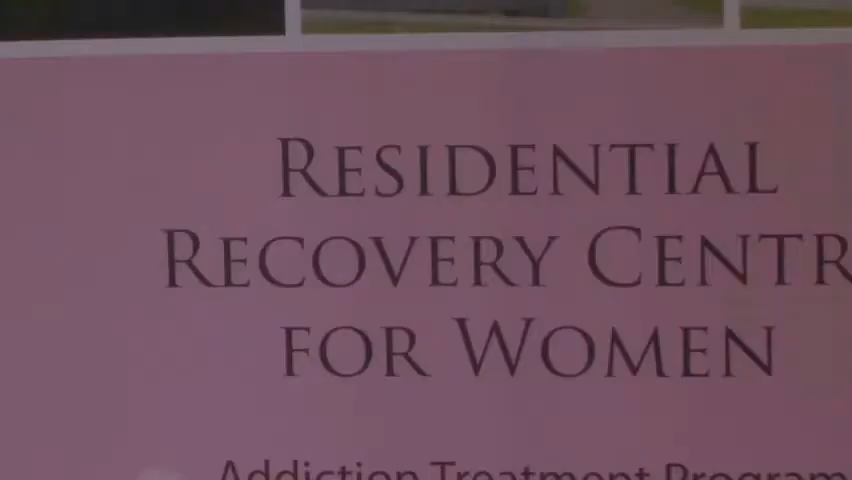 RESIDENTIAL
RECOVERY CENTR
FOR WOMEN
Addiction Treatment Program